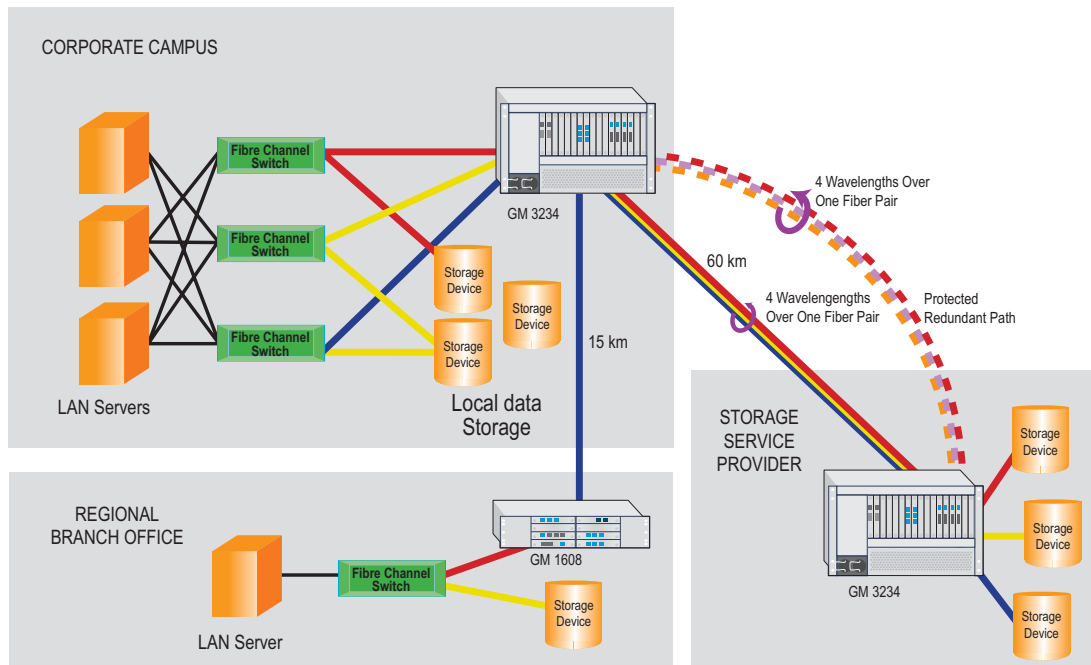 CORPORATE CAMPUS
Fibre Channel
Switch
Fibre Channel
Switch
Fibre Channel
Switch
LAN Servers
GM 3234
Storage
Device
Storage
Device
Storage
Device
Local data
Storage
15 km
60 km
4 Wavelengths Over
One Fiber Pair
4 Wavelengengths
Over One Fiber Pair
Protected
Redundant Path
REGIONAL
BRANCH OFFICE
GM 1608
Fibre Channel
Switch
LAN Server
Storage
Device
STORAGE
SERVICE
PROVIDER
GM 3234
Storage
Device
Storage
Device
Storage
Device